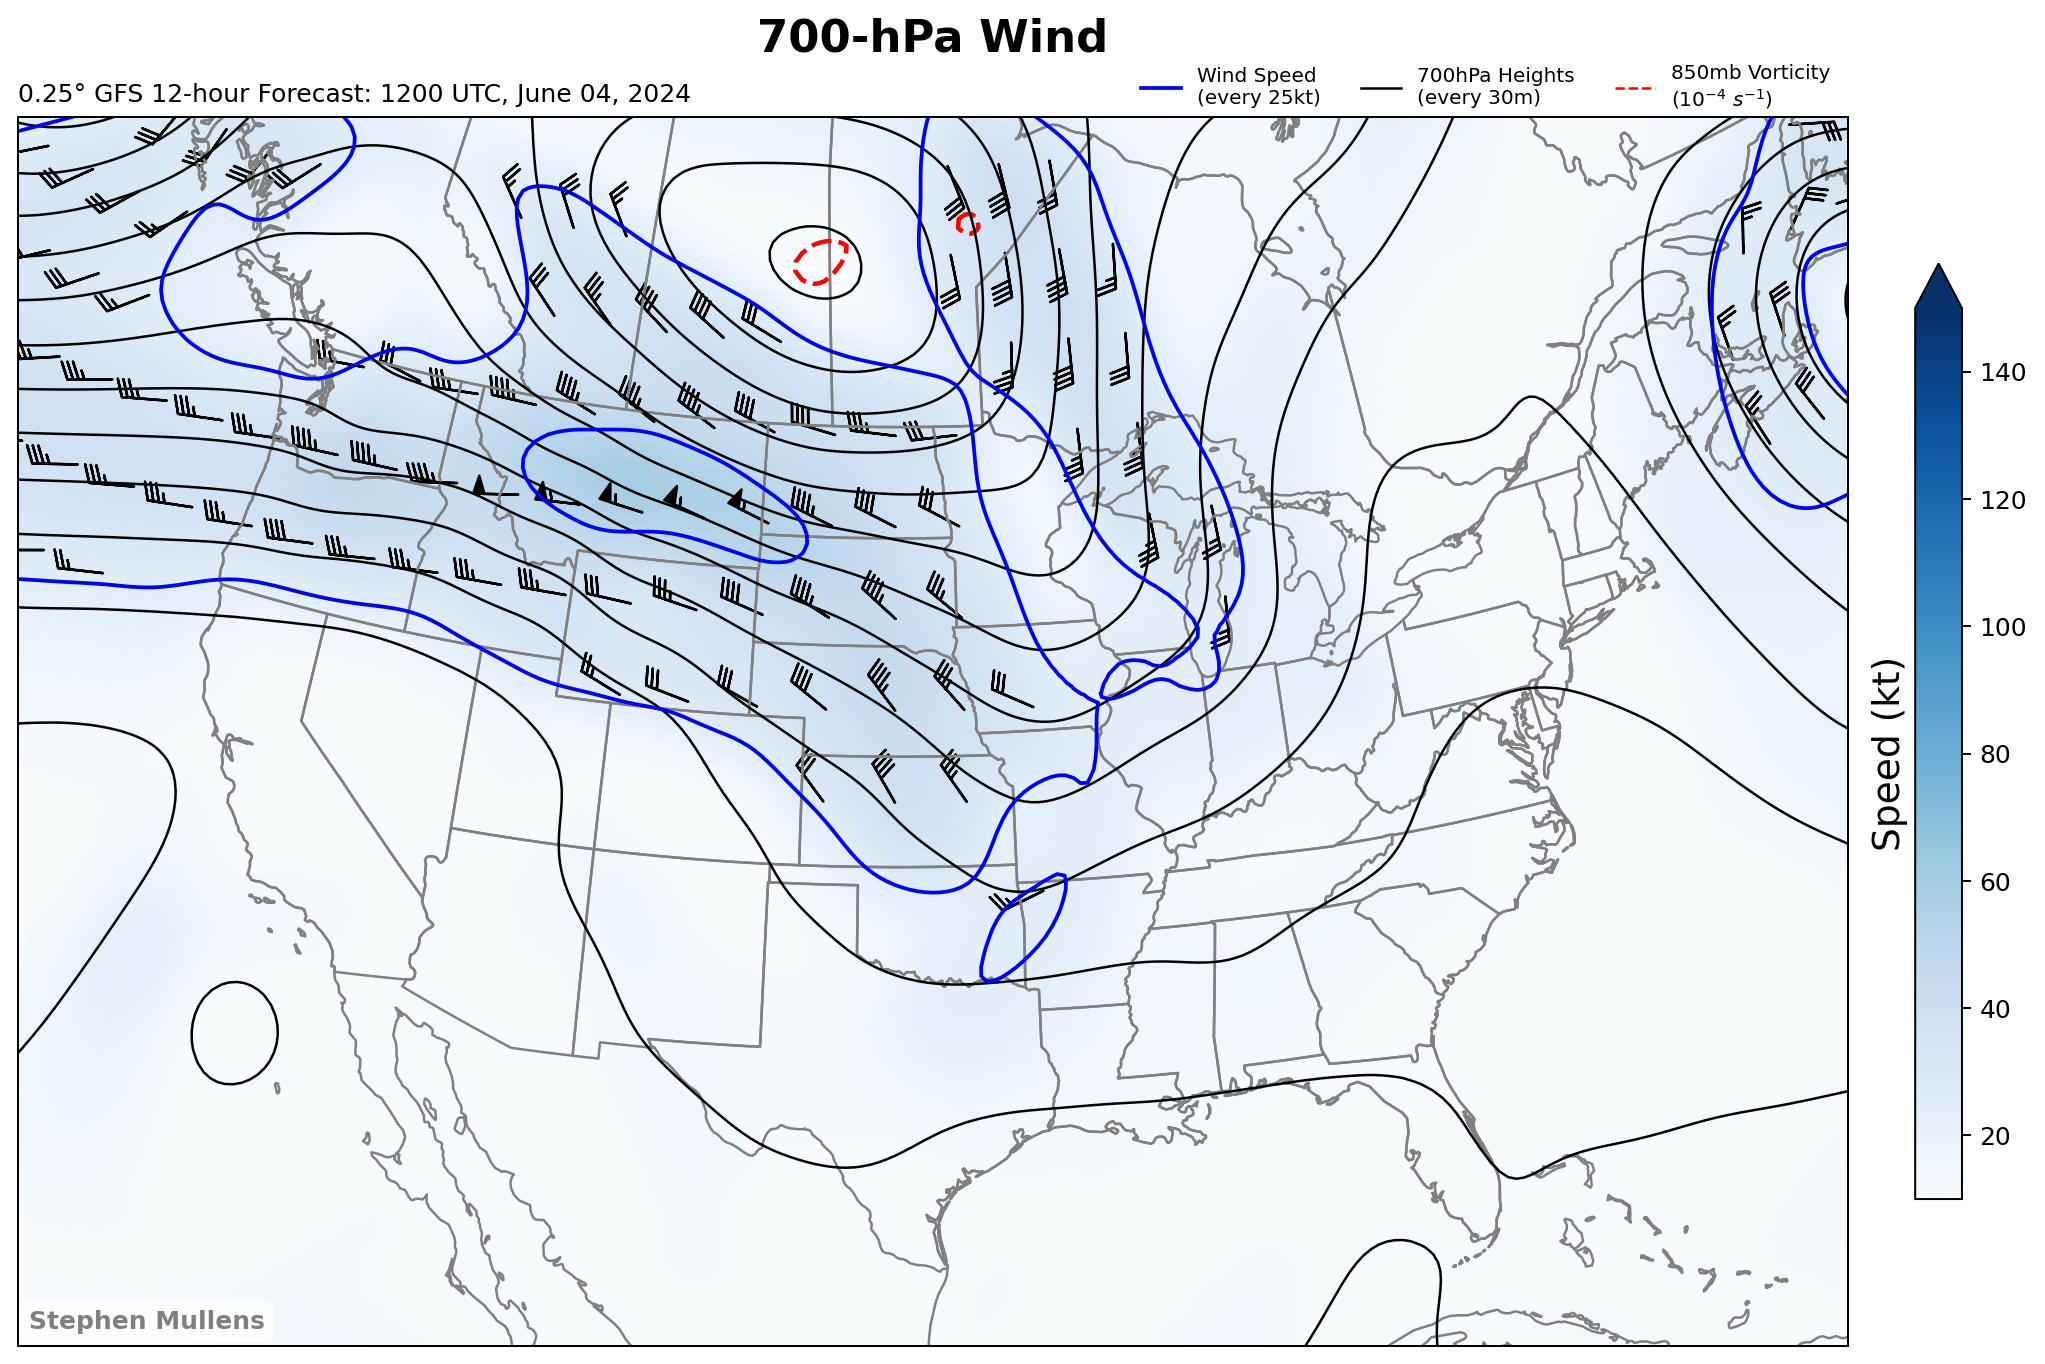 700-hPa Wind
0.25° GFS 12-hour Forecast: 1200 UTC, June 04, 2024
Wind Speed
(every 25kt)
700hPa Heights
(every 30m)
850mb Vorticity
(10⁻⁴ s⁻¹)
140
120
100
80
60
40
20
Speed (kt)
Stephen Mullens